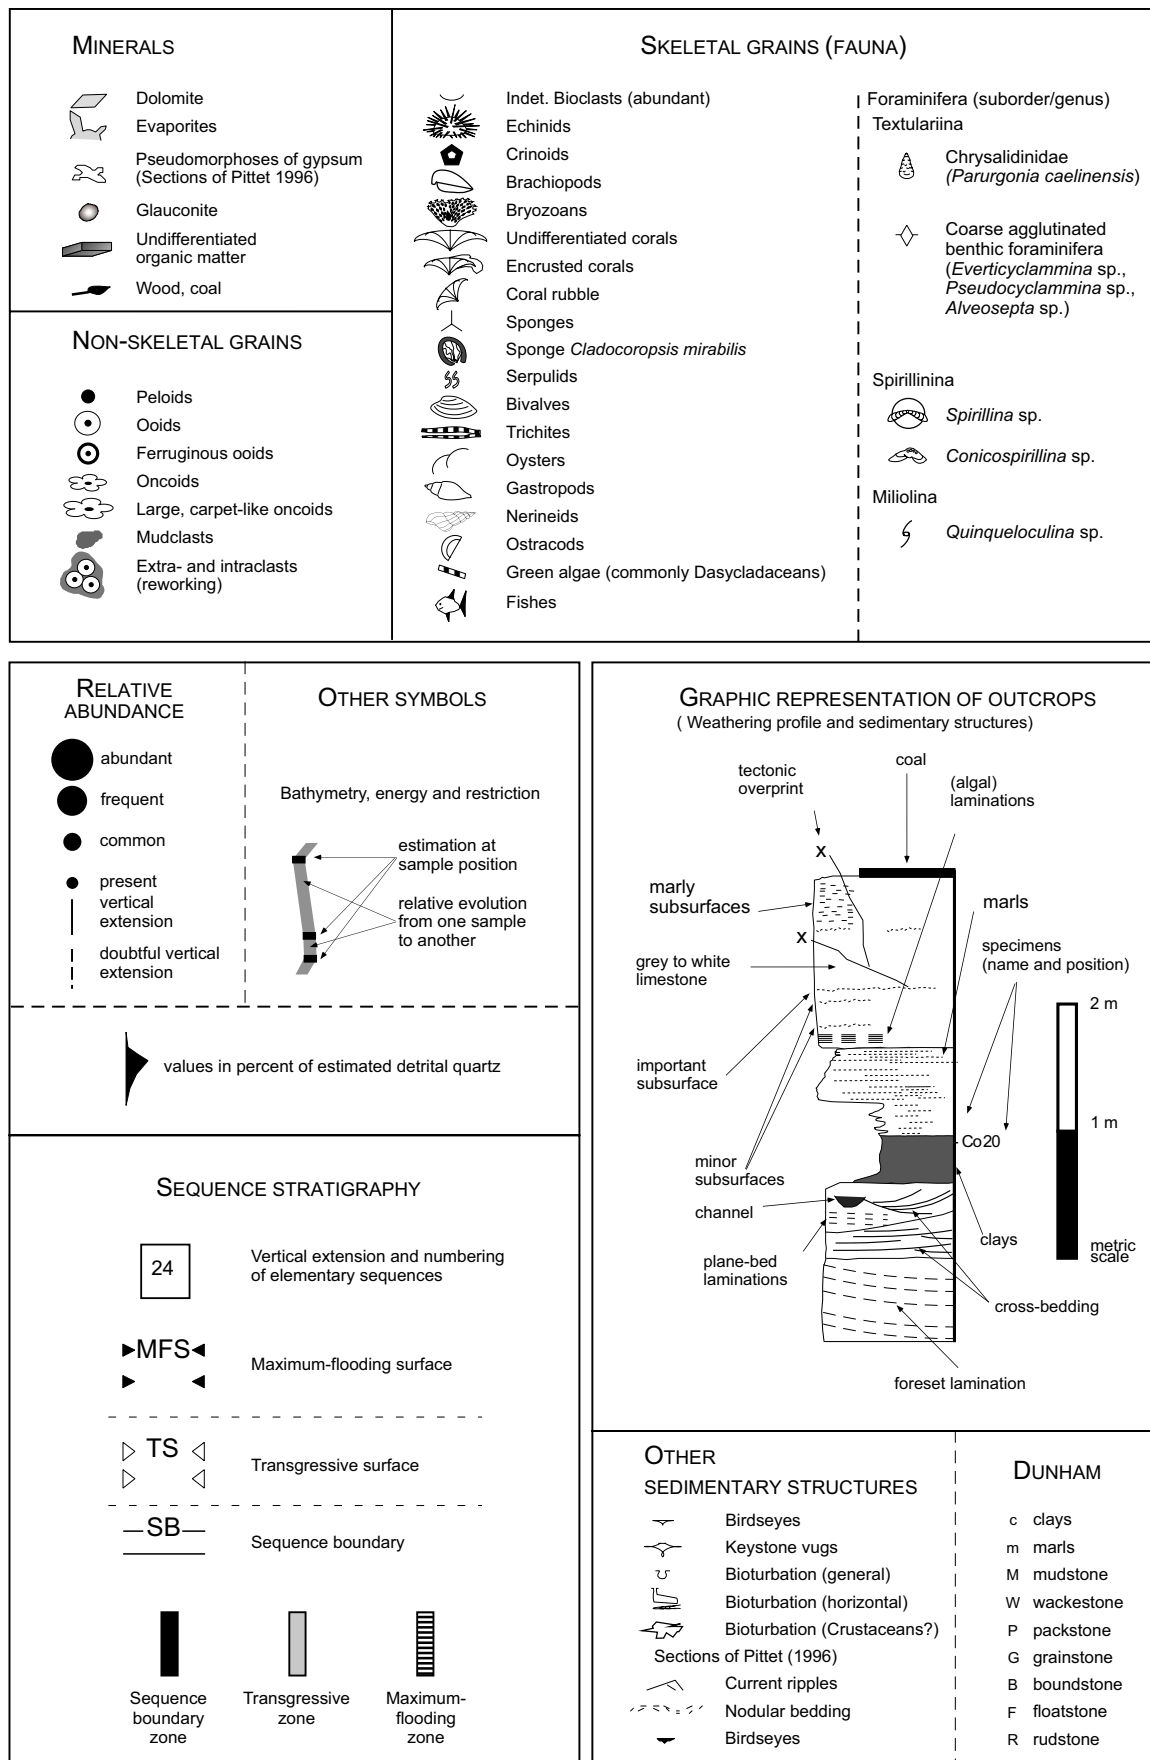 MINERALS
Dolomite
Evaporites
Pseudomorphoses of gypsum
(Sections of Pittet 1996)
Glauconite
Undifferentiated
organic matter
Wood, coal
NON-SKELETAL GRAINS
Peloids
Ooids
Ferruginous ooids
Oncoids
Large, carpet-like oncoids
Mudclasts
Extra- and intraclasts
(reworking)
SKELETAL GRAINS (FAUNA)
Indet. Bioclasts (abundant)
Echinids
Crinoids
Brachiopods
Bryozoans
Undifferentiated corals
Encrusted corals
Coral rubble
Sponges
Sponge Cladocoropsis mirabilis
Serpulids
Bivalves
Trichites
Oysters
Gastropods
Nerineids
Ostracods
Green algae (commonly Dasycladaceans)
Fishes
Foraminifera (suborder/genus)
Textulariina
Chrysalidinidae
(Parurgonia caelinensis)
Coarse agglutinated
benthic foraminifera
(Everticyclammina sp.,
Pseudocyclammina sp.,
Alveosepta sp.)
Spirillinina
Spirillina sp.
Conicospirillina sp.
Miliolina
Quinqueloculina sp.
RELATIVE
ABUNDANCE
abundant
frequent
common
present
vertical
extension
doubtful vertical
extension
OTHER SYMBOLS
Bathymetry, energy and restriction
estimation at
sample position
relative evolution
from one sample
to another
values in percent of estimated detrital quartz
SEQUENCE STRATIGRAPHY
24
Vertical extension and numbering
of elementary sequences
MFS
Maximum-flooding surface
TS
Transgressive surface
SB
Sequence boundary
Sequence
boundary
zone
Transgressive
zone
Maximum-
flooding
zone
GRAPHIC REPRESENTATION OF OUTCROPS
( Weathering profile and sedimentary structures)
coal
tectonic
overprint
(algal)
laminations
x
marly
subsurfaces
marls
x
specimens
(name and position)
grey to white
limestone
2 m
important
subsurface
1 m
Co20
minor
subsurfaces
channel
clays
metric
scale
plane-bed
laminations
cross-bedding
foreset lamination
OTHER
SEDIMENTARY STRUCTURES
Birdseyes
Keystone vugs
Bioturbation (general)
Bioturbation (horizontal)
Bioturbation (Crustaceans?)
Sections of Pittet (1996)
Current ripples
Nodular bedding
Birdseyes
DUNHAM
c clays
m marls
M mudstone
W wackestone
P packstone
G grainstone
B boundstone
F floatstone
R rudstone